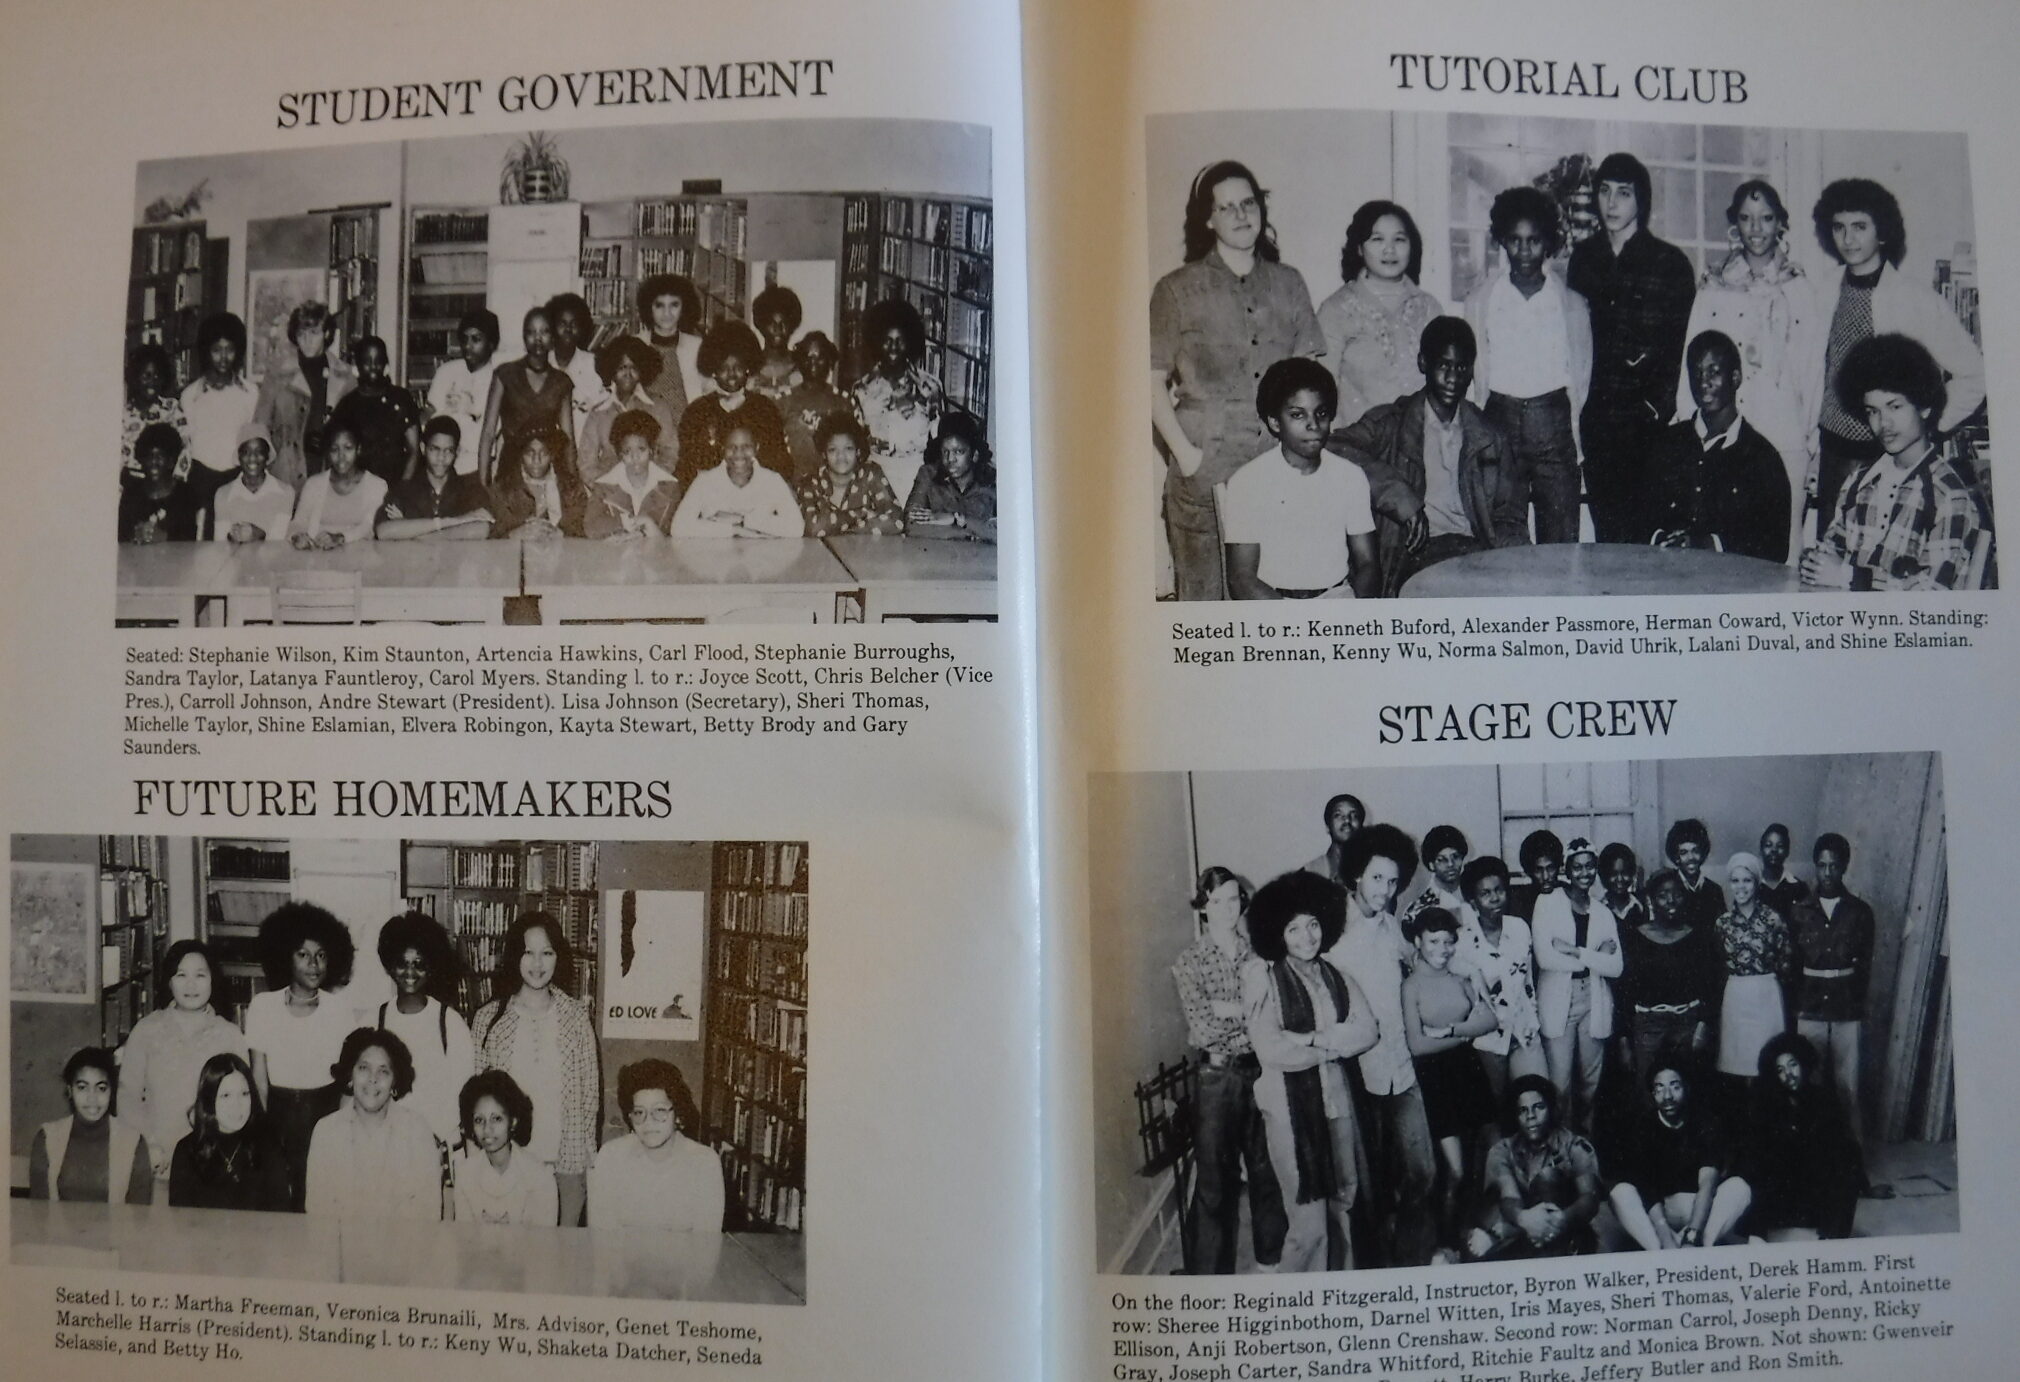 STUDENT GOVERNMENT
Seated: Stephanie Wilson, Kim Staunton, Artencia Hawkins, Carl Flood, Stephanie Burroughs,
Sandra Taylor, Latanya Fauntleroy, Carol Myers. Standing l. to r.: Joyce Scott, Chris Belcher (Vice
Pres.), Carroll Johnson, Andre Stewart (President). Lisa Johnson (Secretary), Sheri Thomas,
Michelle Taylor, Shine Eslamian, Elvera Robingon, Kayta Stewart, Betty Brody and Gary
Saunders.
FUTURE HOMEMAKERS
ED LOVE
Seated l. to r.: Martha Freeman, Veronica Brunaili, Mrs. Advisor, Genet Teshome,
Marchelle Harris (President). Standing l. to r.: Keny Wu, Shaketa Datcher, Seneda
Selassie, and Betty Ho.
TUTORIAL CLUB
Seated l. to r.: Kenneth Buford, Alexander Passmore, Herman Coward, Victor Wynn. Standing:
Megan Brennan, Kenny Wu, Norma Salmon, David Uhrik, Lalani Duval, and Shine Eslamian.
STAGE CREW
On the floor: Reginald Fitzgerald, Instructor, Byron Walker, President, Derek Hamm. First
row: Sheree Higginbothom, Darnel Witten, Iris Mayes, Sheri Thomas, Valerie Ford, Antoinette
Ellison, Anji Robertson, Glenn Crenshaw. Second row: Norman Carrol, Joseph Denny, Ricky
Gray, Joseph Carter, Sandra Whitford, Ritchie Faultz and Monica Brown. Not shown: Gwenveir
Harry Burke, Jeffery Butler and Ron Smith.